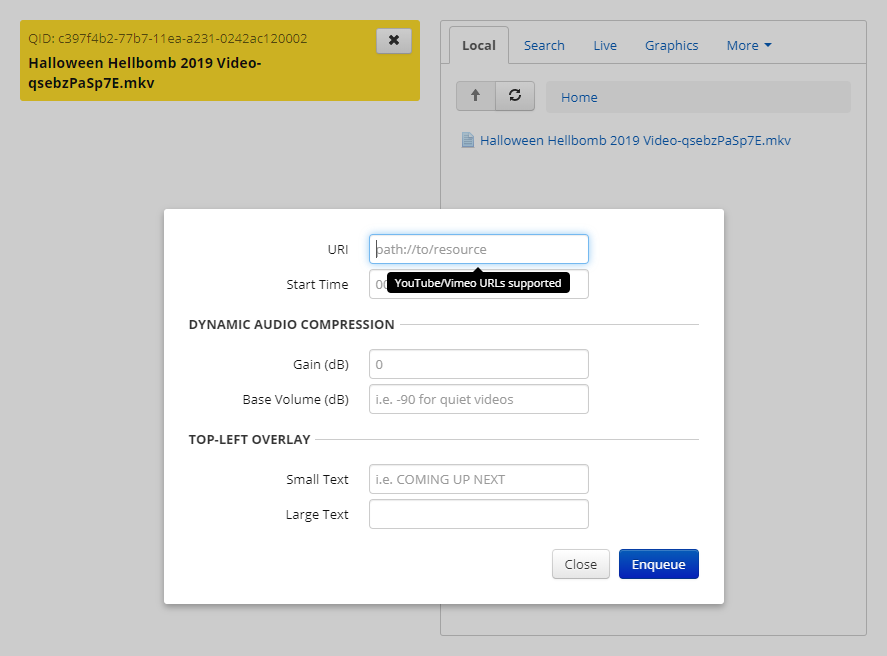 QID: c397f4b2-77b7-11ea-a231-0242ac120002
Halloween Hellbomb 2019 Video-
qsebzPaSp7E.mkv
Local Search Live Graphics More
Home
Halloween Hellbomb 2019 Video-qsebzPaSp7E.mkv
URI path://to/resource
YouTube/Vimeo URLs supported
Start Time
DYNAMIC AUDIO COMPRESSION
Gain (dB) 0
Base Volume (dB) i.e. -90 for quiet videos
TOP-LEFT OVERLAY
Small Text i.e. COMING UP NEXT
Large Text
Close Enqueue